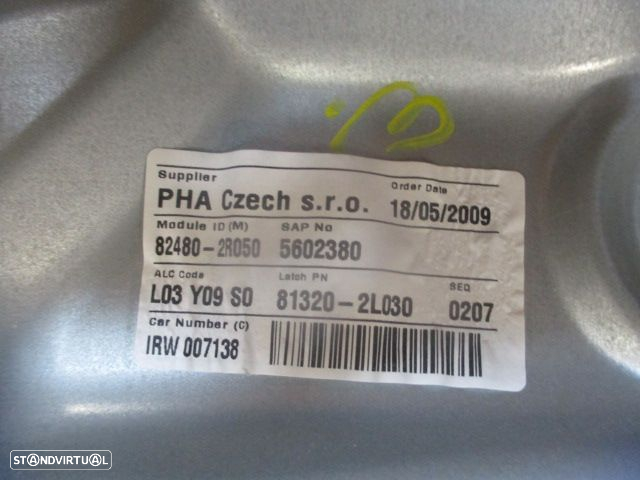 Supplier
PHA Czech s.r.o.
Order Date
18/05/2009
Module ID (M)
82480-2R050
SAP No
5602380
ALC Code
L03 Y09 S0
Latch PN
81320-2L030
SEQ
0207
Car Number (C)
IRW 007138
STANDVIRTUAL